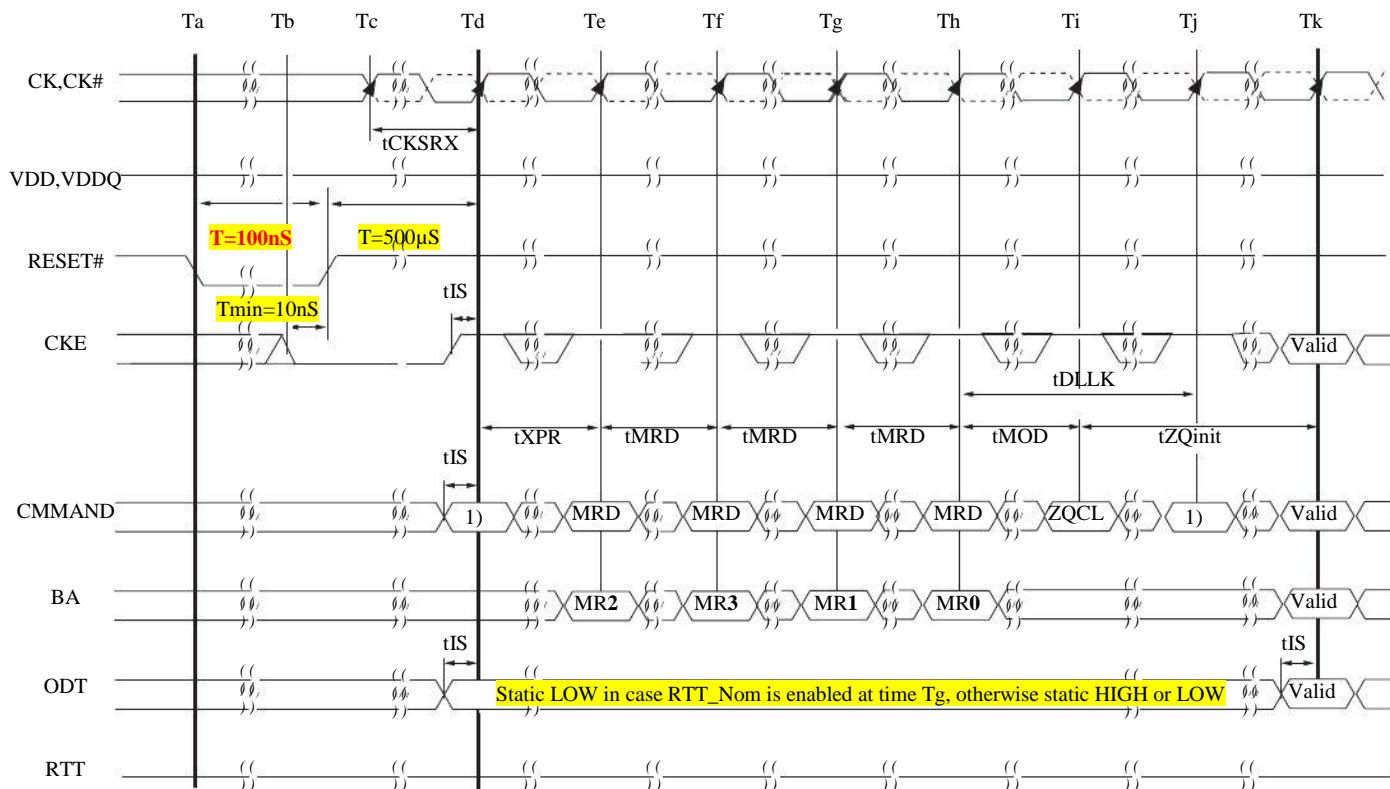 Ta Tb Tc Td Te Tf Tg Th Ti Tj Tk
CK,CK#
tCKSRX
VDD,VDDQ
T=100nS T=500µS
RESET#
Tmin=10nS tIS
CKE Valid
tDLLK
tXPR tMRD tMRD tMRD tMOD tZQinit
tIS
CMMAND 1) MRD MRD MRD MRD ZQCL 1) Valid
BA MR2 MR3 MR1 MR0 Valid
tIS tIS
ODT Static LOW in case RTT_Nom is enabled at time Tg, otherwise static HIGH or LOW Valid
RTT